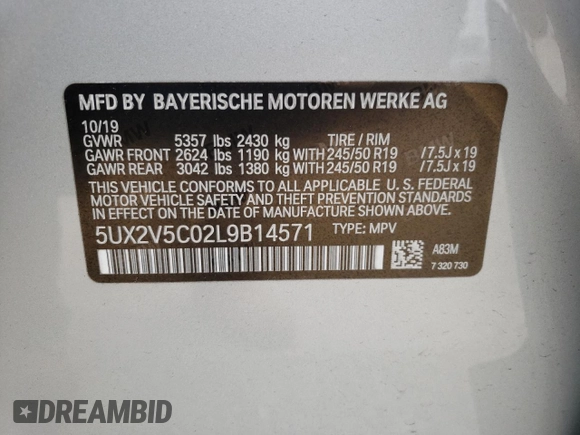 MFD BY BAYERISCHE MOTOREN WERKE AG
10/19
GVWR 5357 lbs 2430 kg TIRE / RIM
GAWR FRONT 2624 lbs 1190 kg WITH 245/50 R19 /7.5J x 19
GAWR REAR 3042 lbs 1380 kg WITH 245/50 R19 /7.5J x 19
THIS VEHICLE CONFORMS TO ALL APPLICABLE U. S. FEDERAL
MOTOR VEHICLE SAFETY, BUMPER, AND THEFT PREVENTION
STANDARDS IN EFFECT ON THE DATE OF MANUFACTURE SHOWN ABOVE.
5UX2V5C02L9B14571 TYPE: MPV
A83M
7 320 730
DREAMBID